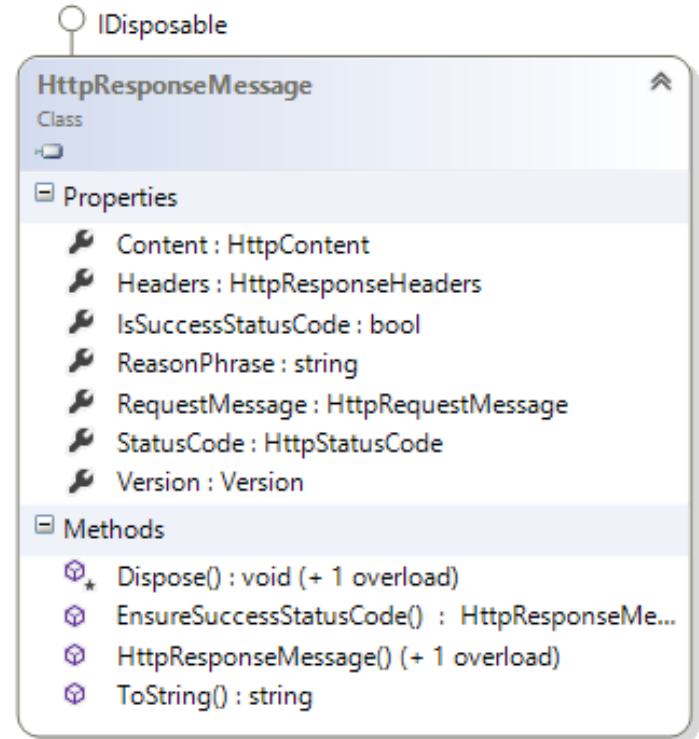 IDisposable
HttpResponseMessage
Class
Properties
Content : HttpContent
Headers : HttpResponseHeaders
IsSuccessStatusCode : bool
ReasonPhrase : string
RequestMessage : HttpRequestMessage
StatusCode : HttpStatusCode
Version : Version
Methods
Dispose() : void (+ 1 overload)
EnsureSuccessStatusCode() : HttpResponseMe...
HttpResponseMessage() (+ 1 overload)
ToString() : string